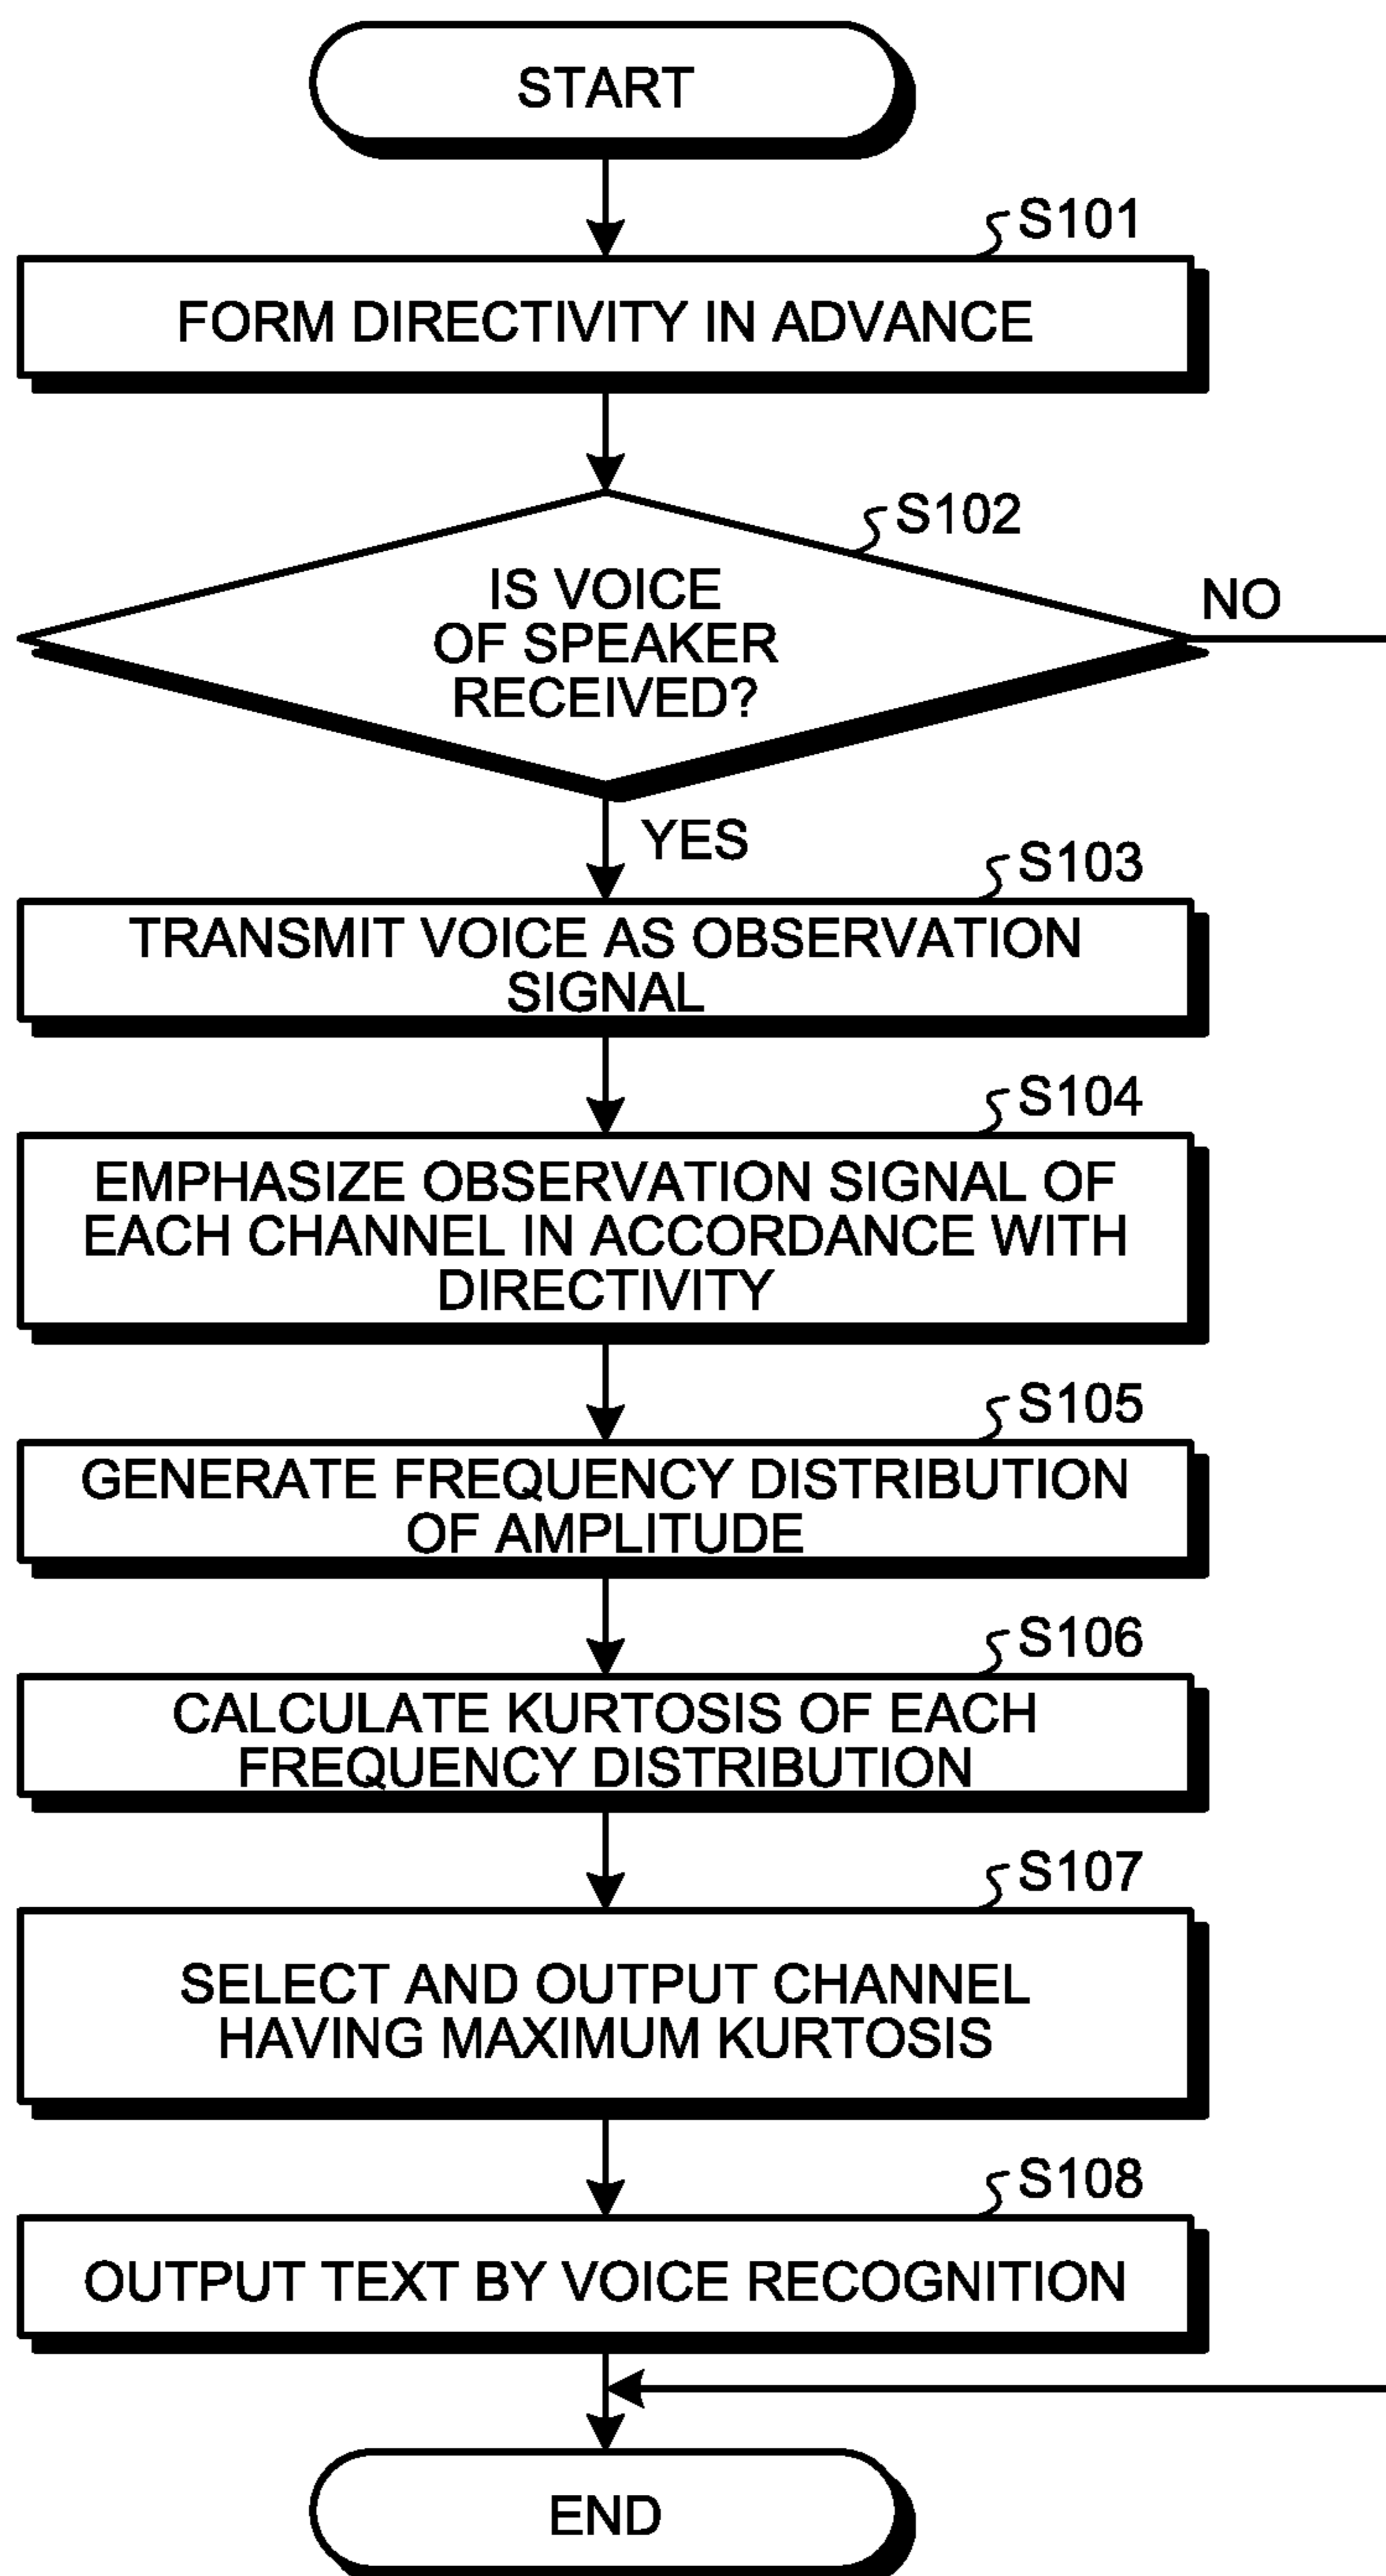 START
S101
FORM DIRECTIVITY IN ADVANCE
S102
IS VOICE
OF SPEAKER
RECEIVED?
NO
YES
S103
TRANSMIT VOICE AS OBSERVATION
SIGNAL
S104
EMPHASIZE OBSERVATION SIGNAL OF
EACH CHANNEL IN ACCORDANCE WITH
DIRECTIVITY
S105
GENERATE FREQUENCY DISTRIBUTION
OF AMPLITUDE
S106
CALCULATE KURTOSIS OF EACH
FREQUENCY DISTRIBUTION
S107
SELECT AND OUTPUT CHANNEL
HAVING MAXIMUM KURTOSIS
S108
OUTPUT TEXT BY VOICE RECOGNITION
END